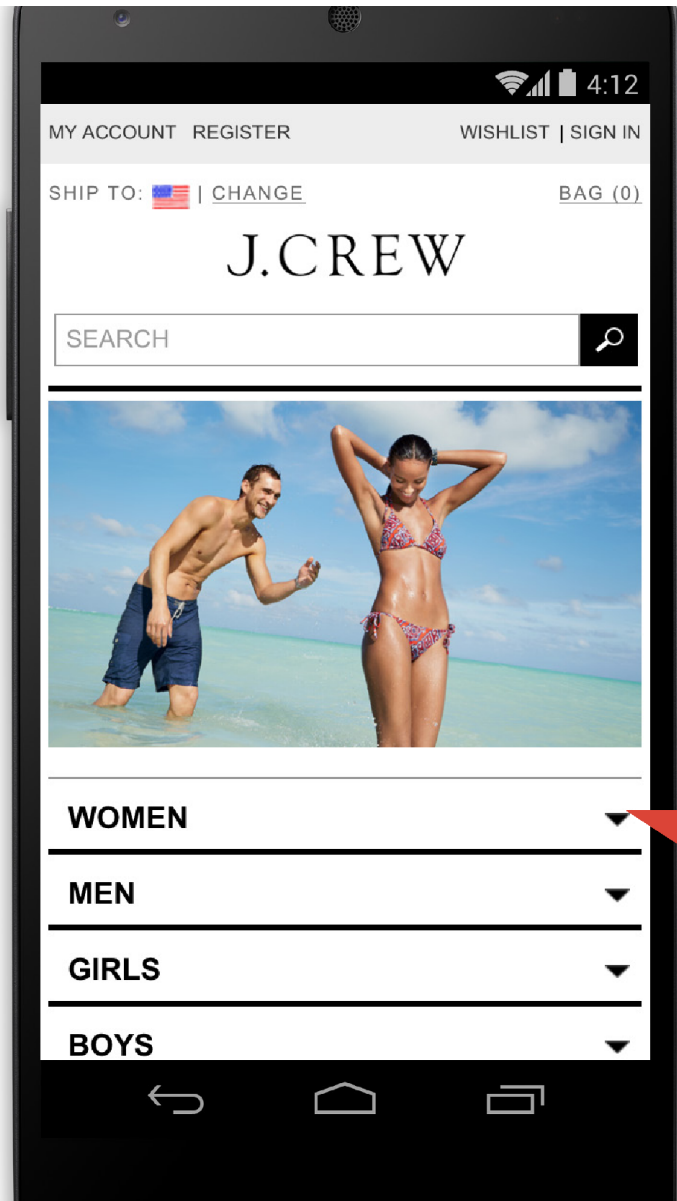 4:12
MY ACCOUNT REGISTER WISHLIST | SIGN IN
SHIP TO: | CHANGE BAG (0)
J.CREW
SEARCH
WOMEN
MEN
GIRLS
BOYS